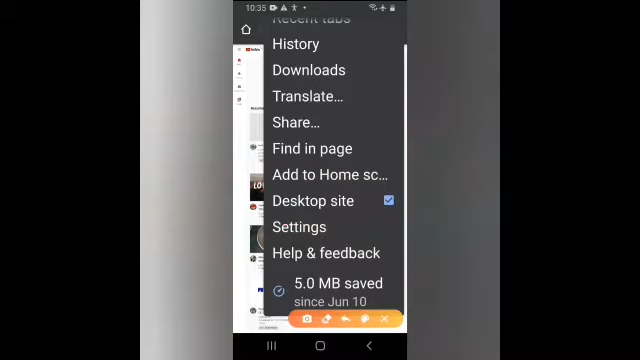 10:35
Recent tabs
History
Downloads
Translate...
Share...
Find in page
Add to Home sc...
Desktop site
Settings
Help & feedback
5.0 MB saved
since Jun 10